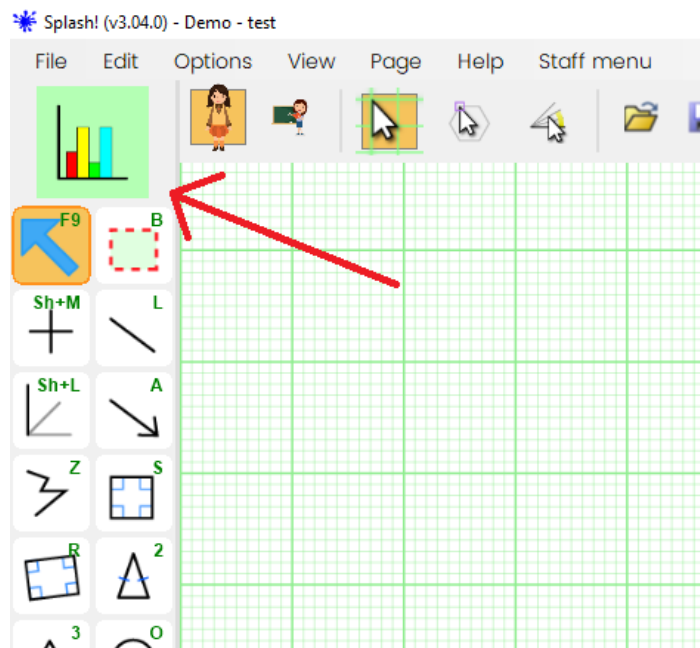 Splash! (v3.04.0) - Demo - test
File Edit Options View Page Help Staff menu
F9 B
Sh+M L
Sh+L A
Z S
R 2
3 O